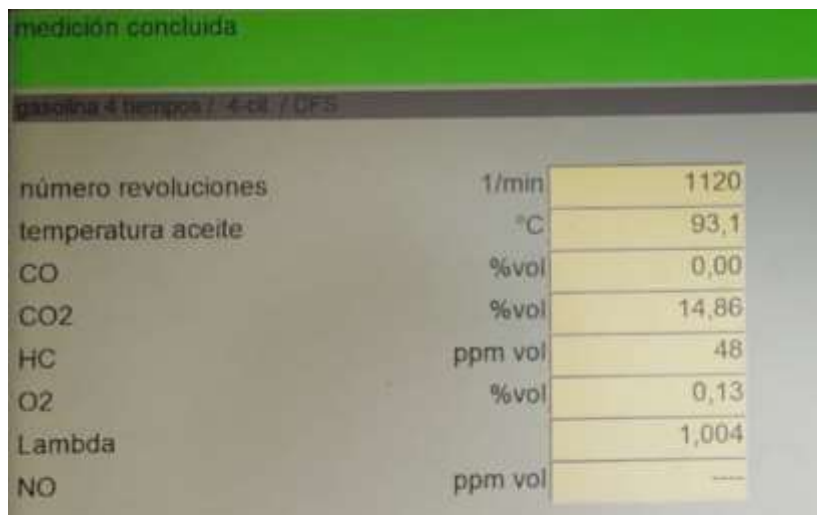 medición concluida
gasolina 4 tiempos / 4-cil. / DFS
número revoluciones 1/min 1120
temperatura aceite °C 93,1
CO %vol 0,00
CO2 %vol 14,86
HC ppm vol 48
O2 %vol 0,13
Lambda 1,004
NO ppm vol ----